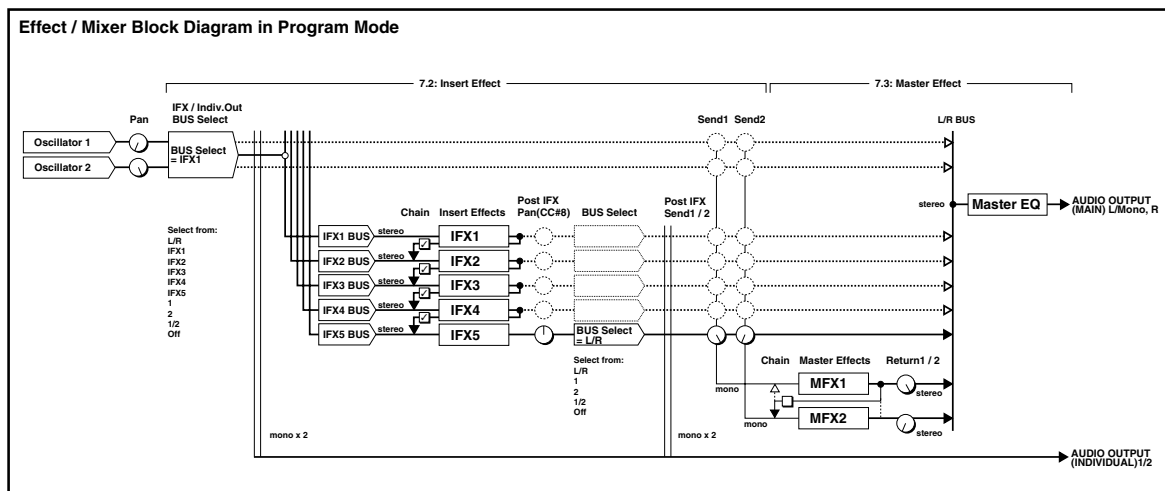 Effect / Mixer Block Diagram in Program Mode
7.2: Insert Effect
7.3: Master Effect
IFX / Indiv.Out
BUS Select
Pan
Send1
Send2
L/R BUS
Oscillator 1
Oscillator 2
BUS Select
= IFX1
stereo
Master EQ
AUDIO OUTPUT
(MAIN) L/Mono, R
Select from:
L/R
IFX1
IFX2
IFX3
IFX4
IFX5
1
2
1/2
Off
Chain
Insert Effects
Post IFX
Pan(CC#8)
BUS Select
Post IFX
Send1 / 2
IFX1 BUS
stereo
IFX1
IFX2 BUS
stereo
IFX2
IFX3 BUS
stereo
IFX3
IFX4 BUS
stereo
IFX4
IFX5 BUS
stereo
IFX5
BUS Select
= L/R
Select from:
L/R
1
2
1/2
Off
Chain
Master Effects
Return1 / 2
mono
MFX1
stereo
mono
MFX2
stereo
mono x 2
mono x 2
AUDIO OUTPUT
(INDIVIDUAL)1/2